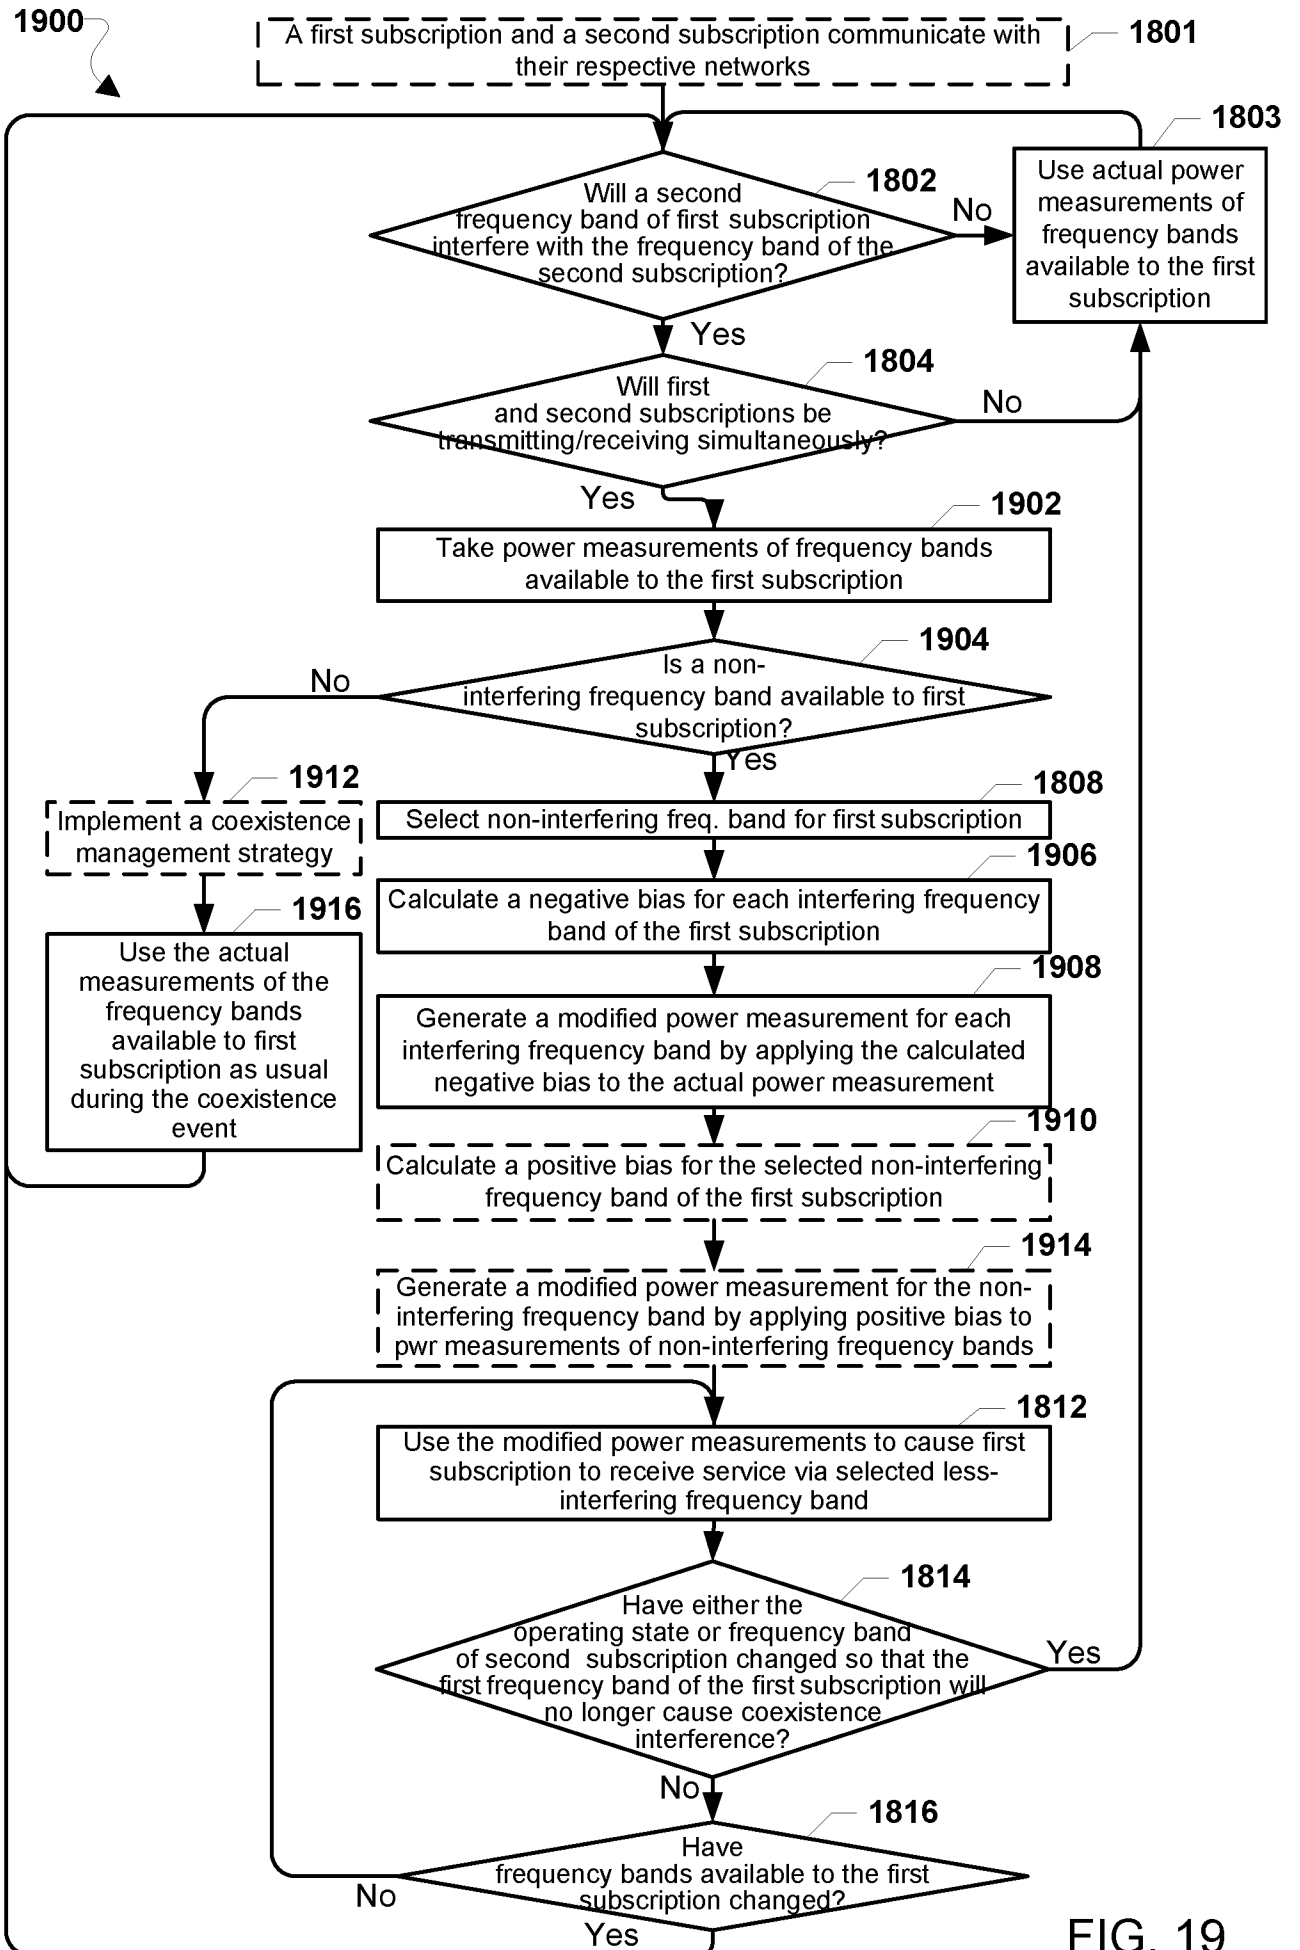 1900
A first subscription and a second subscription communicate with
their respective networks
1801
1803
Use actual power
measurements of
frequency bands
available to the first
subscription
1802
Will a second
frequency band of first subscription
interfere with the frequency band of the
second subscription?
No
Yes
1804
Will first
and second subscriptions be
transmitting/receiving simultaneously?
No
Yes
1902
Take power measurements of frequency bands
available to the first subscription
1904
Is a non-
interfering frequency band available to first
subscription?
No
Yes
1912
Implement a coexistence
management strategy
1916
Use the actual
measurements of the
frequency bands
available to first
subscription as usual
during the coexistence
event
1808
Select non-interfering freq. band for first subscription
1906
Calculate a negative bias for each interfering frequency
band of the first subscription
1908
Generate a modified power measurement for each
interfering frequency band by applying the calculated
negative bias to the actual power measurement
1910
Calculate a positive bias for the selected non-interfering
frequency band of the first subscription
1914
Generate a modified power measurement for the non-
interfering frequency band by applying positive bias to
pwr measurements of non-interfering frequency bands
1812
Use the modified power measurements to cause first
subscription to receive service via selected less-
interfering frequency band
1814
Have either the
operating state or frequency band
of second subscription changed so that the
first frequency band of the first subscription will
no longer cause coexistence
interference?
Yes
No
1816
Have
frequency bands available to the first
subscription changed?
No
Yes
FIG. 19